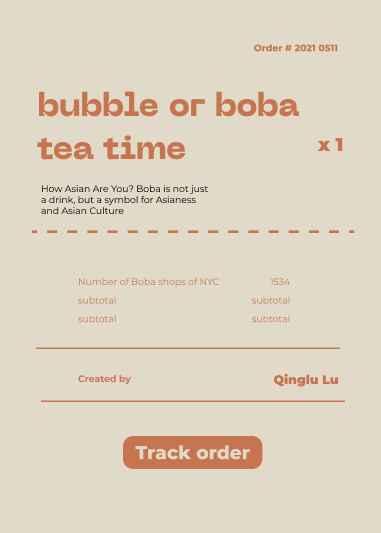 Order # 2021 0511
bubble or boba
tea time
x 1
How Asian Are You? Boba is not just
a drink, but a symbol for Asianess
and Asian Culture
Number of Boba shops of NYC 1534
subtotal subtotal
subtotal subtotal
Created by Qinglu Lu
Track order